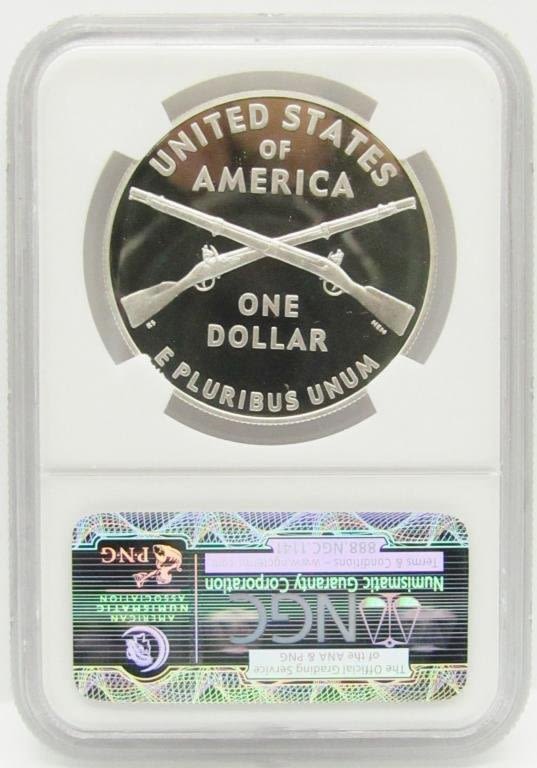 UNITED STATES
OF
AMERICA
ONE
DOLLAR
E PLURIBUS UNUM
The Official Grading Service
of the ANA & PNG
NGC
Numismatic Guaranty Corporation
888.NGC.1141
AMERICAN
NUMISMATIC
ASSOCIATION
PNG